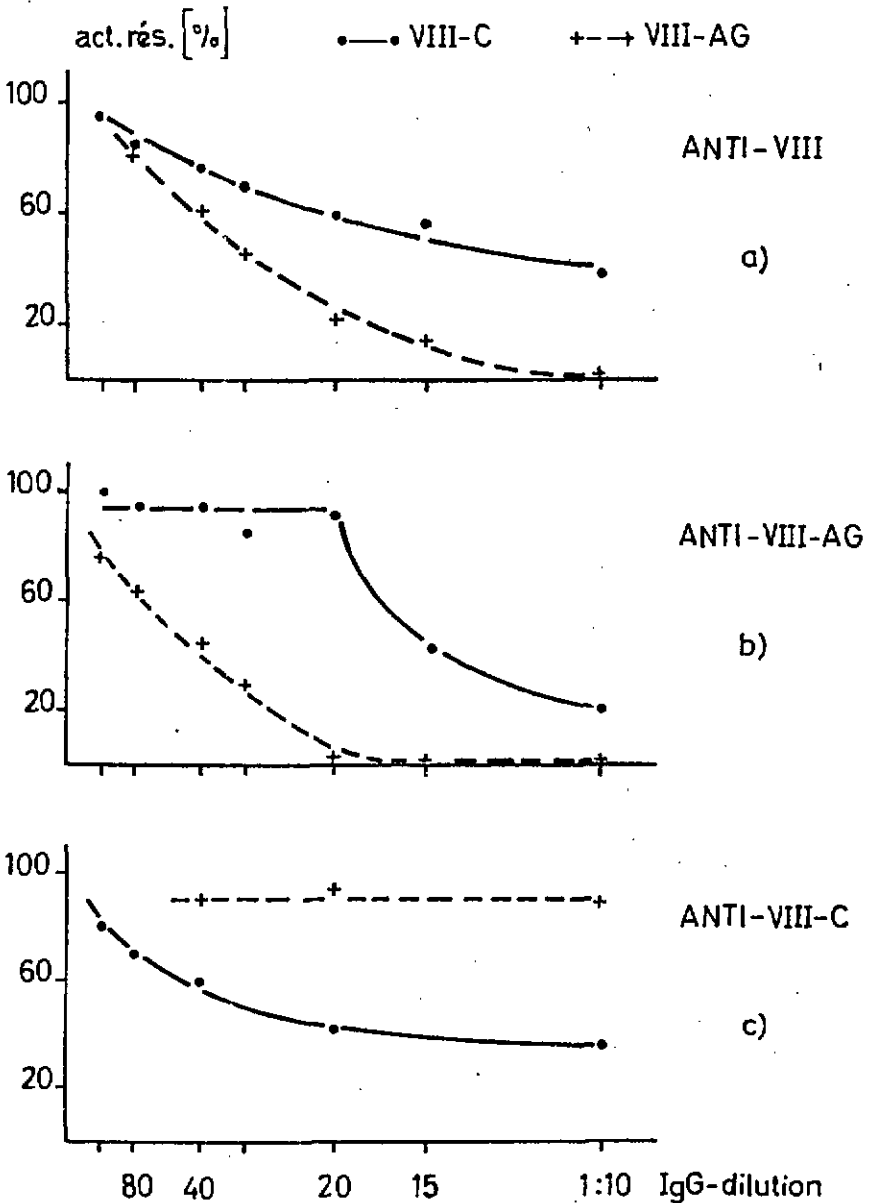 act.rés. [%] VIII-C VIII-AG
100
60
20
ANTI-VIII
a)
100
60
20
ANTI-VIII-AG
b)
100
60
20
ANTI-VIII-C
c)
80 40 20 15 1:10 IgG-dilution